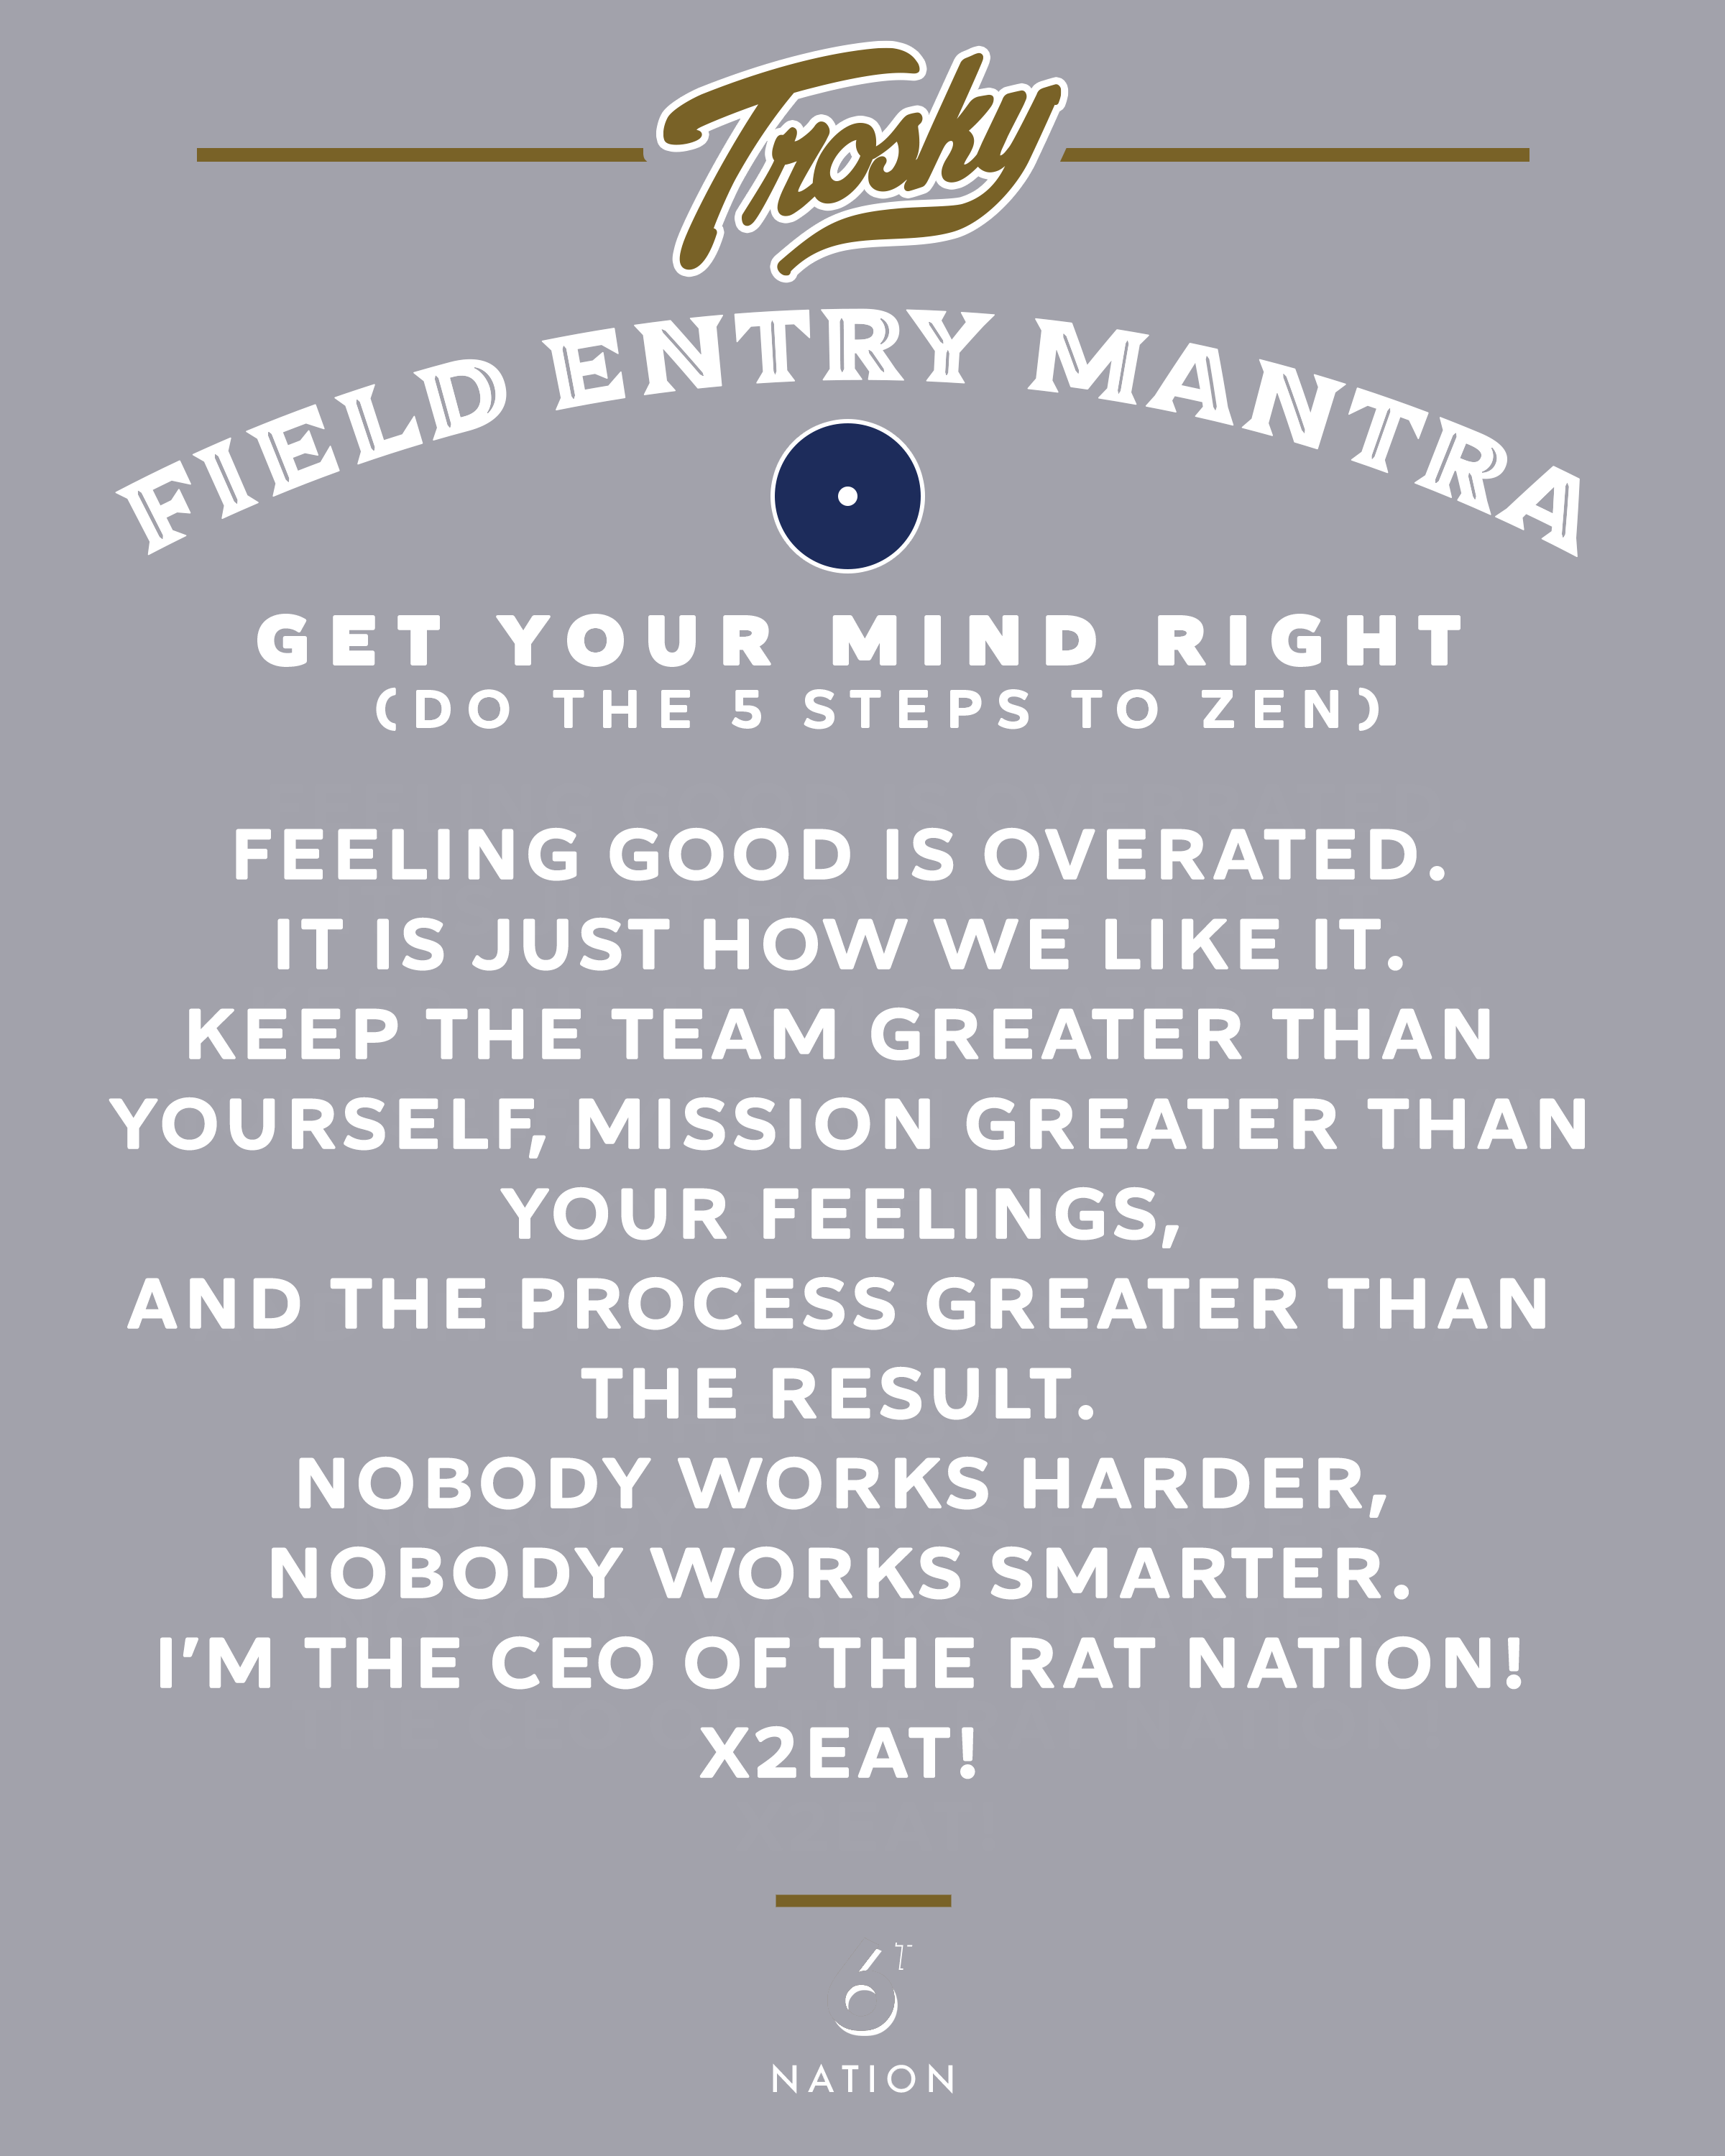 Trosky
FIELD ENTRY MANTRA
GET YOUR MIND RIGHT
(DO THE 5 STEPS TO ZEN)
FEELING GOOD IS OVERATED.
IT IS JUST HOW WE LIKE IT.
KEEP THE TEAM GREATER THAN
YOURSELF, MISSION GREATER THAN
YOUR FEELINGS,
AND THE PROCESS GREATER THAN
THE RESULT.
NOBODY WORKS HARDER,
NOBODY WORKS SMARTER.
I'M THE CEO OF THE RAT NATION!
X2EAT!
6T
NATION